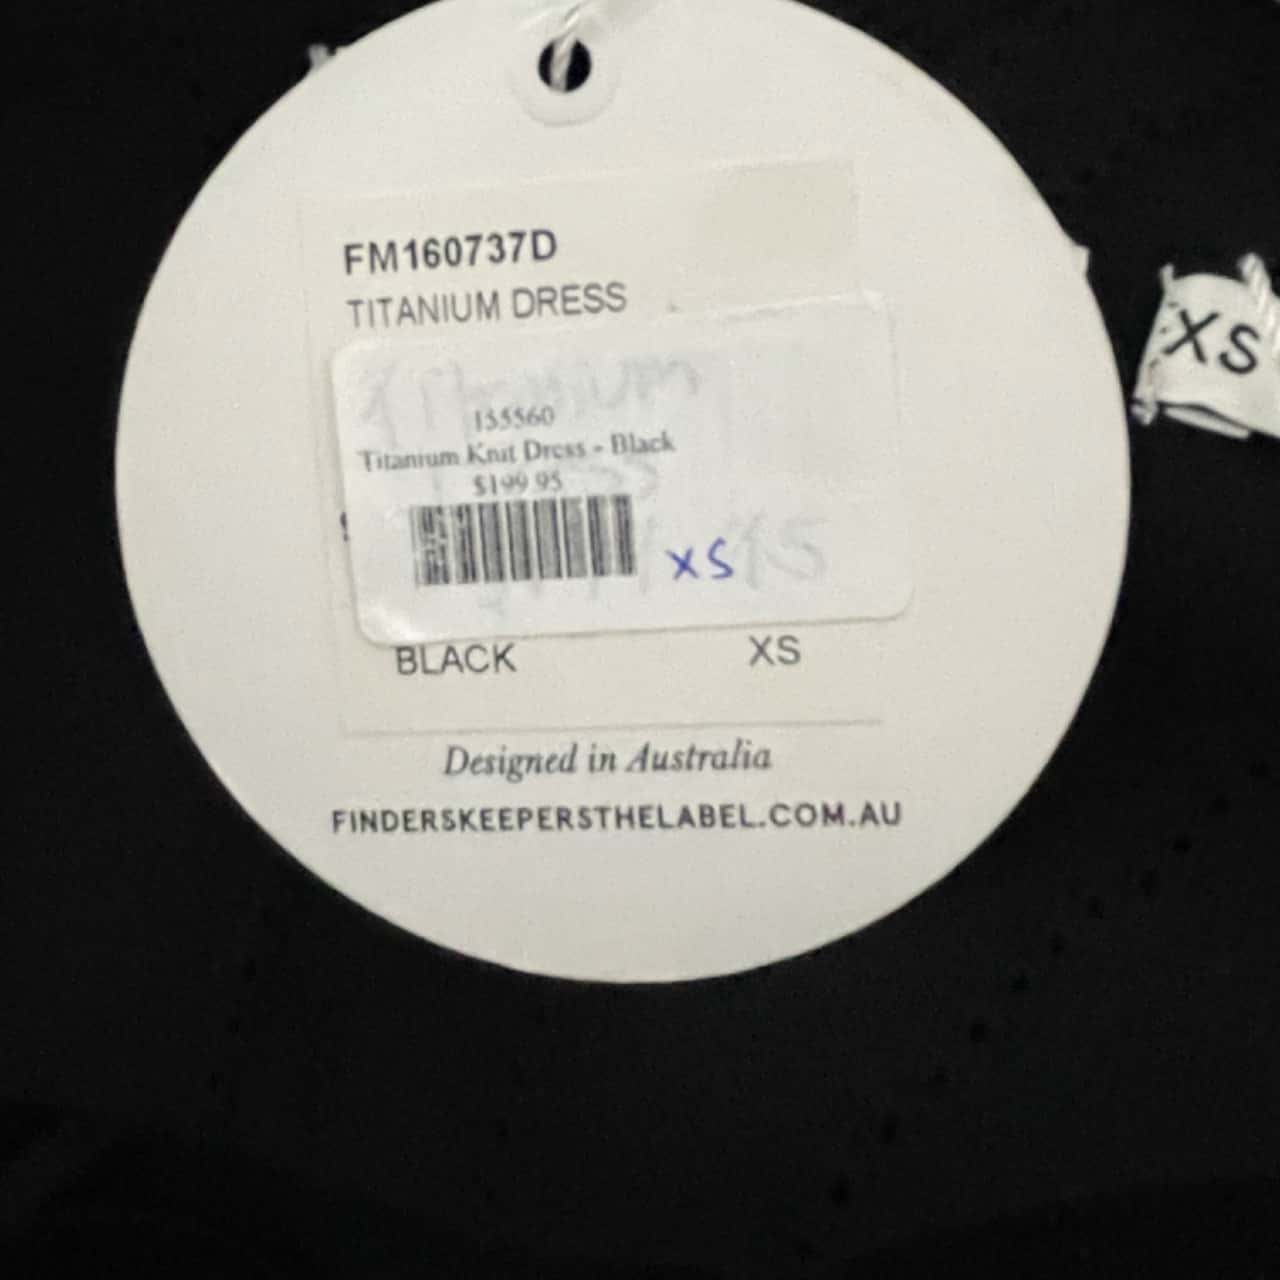 FM160737D
TITANIUM DRESS
155560
Titanium Knit Dress - Black
$199.95
XS
BLACK XS
Designed in Australia
FINDERSKEEPERSTHELABEL.COM.AU
XS